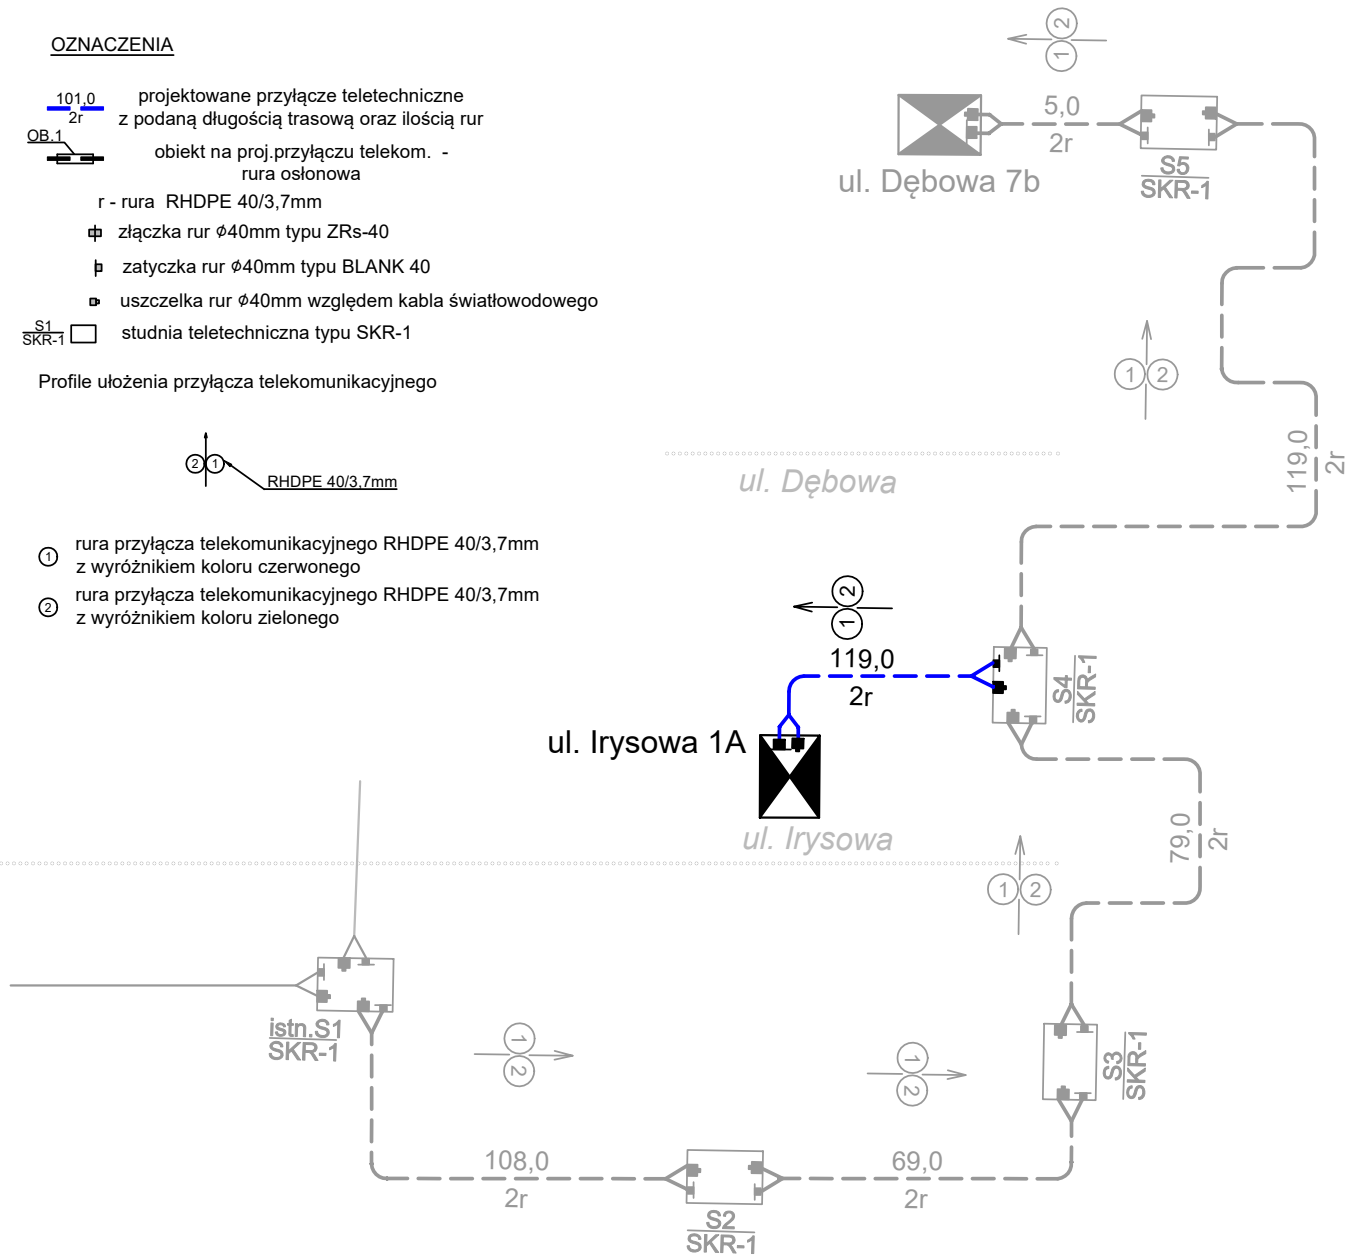 OZNACZENIA
101,0
2r
projektowane przyłącze teletechniczne
z podaną długością trasową oraz ilością rur
OB.1
obiekt na proj.przyłączu telekom. -
rura osłonowa
r - rura RHDPE 40/3,7mm
złączka rur ø40mm typu ZRs-40
zatyczka rur ø40mm typu BLANK 40
uszczelka rur ø40mm względem kabla światłowodowego
S1
SKR-1
studnia teletechniczna typu SKR-1
Profile ułożenia przyłącza telekomunikacyjnego
2 1
RHDPE 40/3,7mm
1
rura przyłącza telekomunikacyjnego RHDPE 40/3,7mm
z wyróżnikiem koloru czerwonego
2
rura przyłącza telekomunikacyjnego RHDPE 40/3,7mm
z wyróżnikiem koloru zielonego
2
1
5,0
2r
ul. Dębowa 7b
S5
SKR-1
1 2
119,0
2r
ul. Dębowa
2
1
119,0
2r
S4
SKR-1
ul. Irysowa 1A
ul. Irysowa
79,0
2r
1 2
istn.S1
SKR-1
1
2
1
2
S3
SKR-1
108,0
2r
69,0
2r
S2
SKR-1